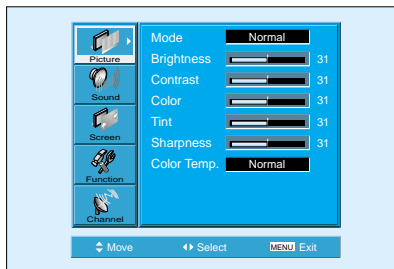 Picture
Sound
Screen
Function
Channel
Mode Normal
Brightness 31
Contrast 31
Color 31
Tint 31
Sharpness 31
Color Temp. Normal
Move Select MENU Exit